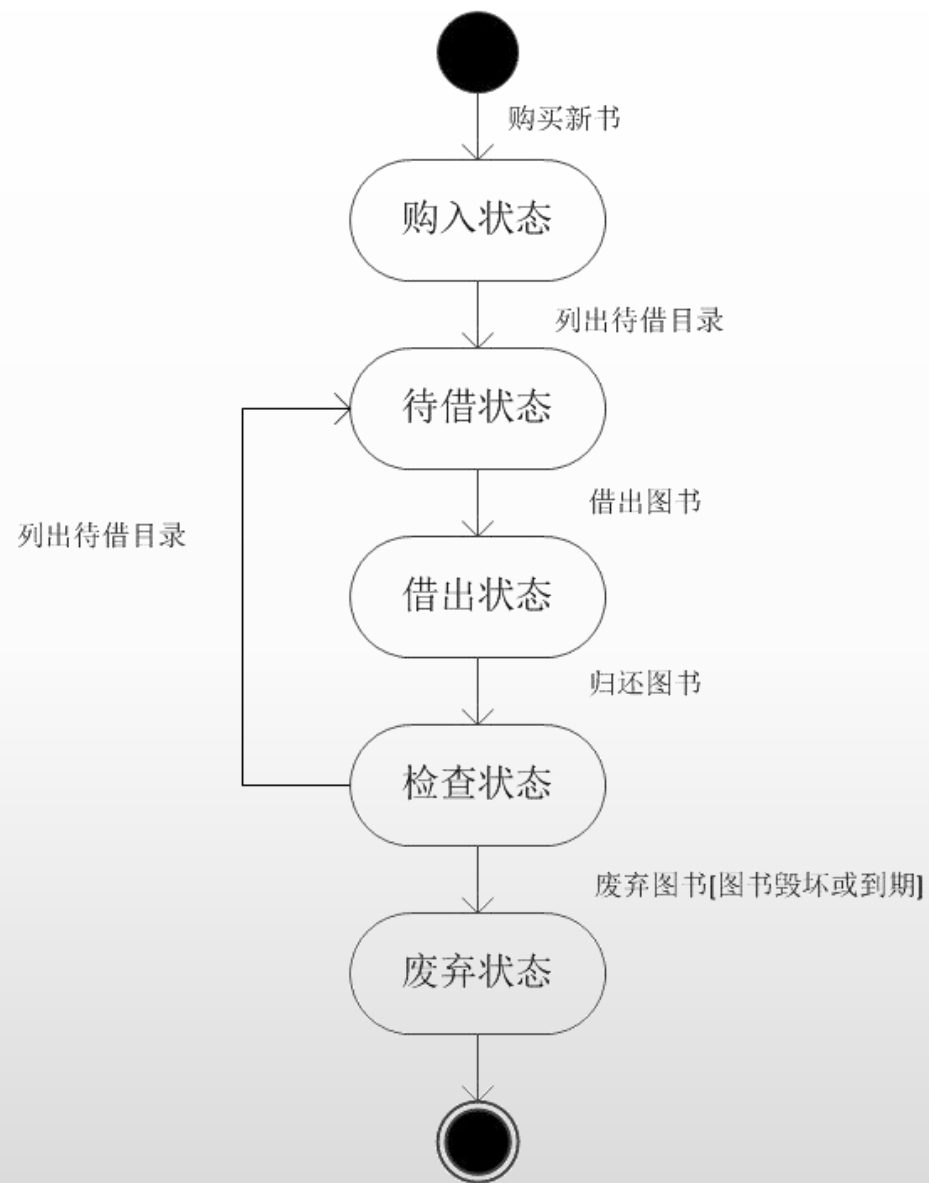 购买新书
购入状态
列出待借目录
待借状态
借出图书
列出待借目录
借出状态
归还图书
检查状态
废弃图书[图书毁坏或到期]
废弃状态